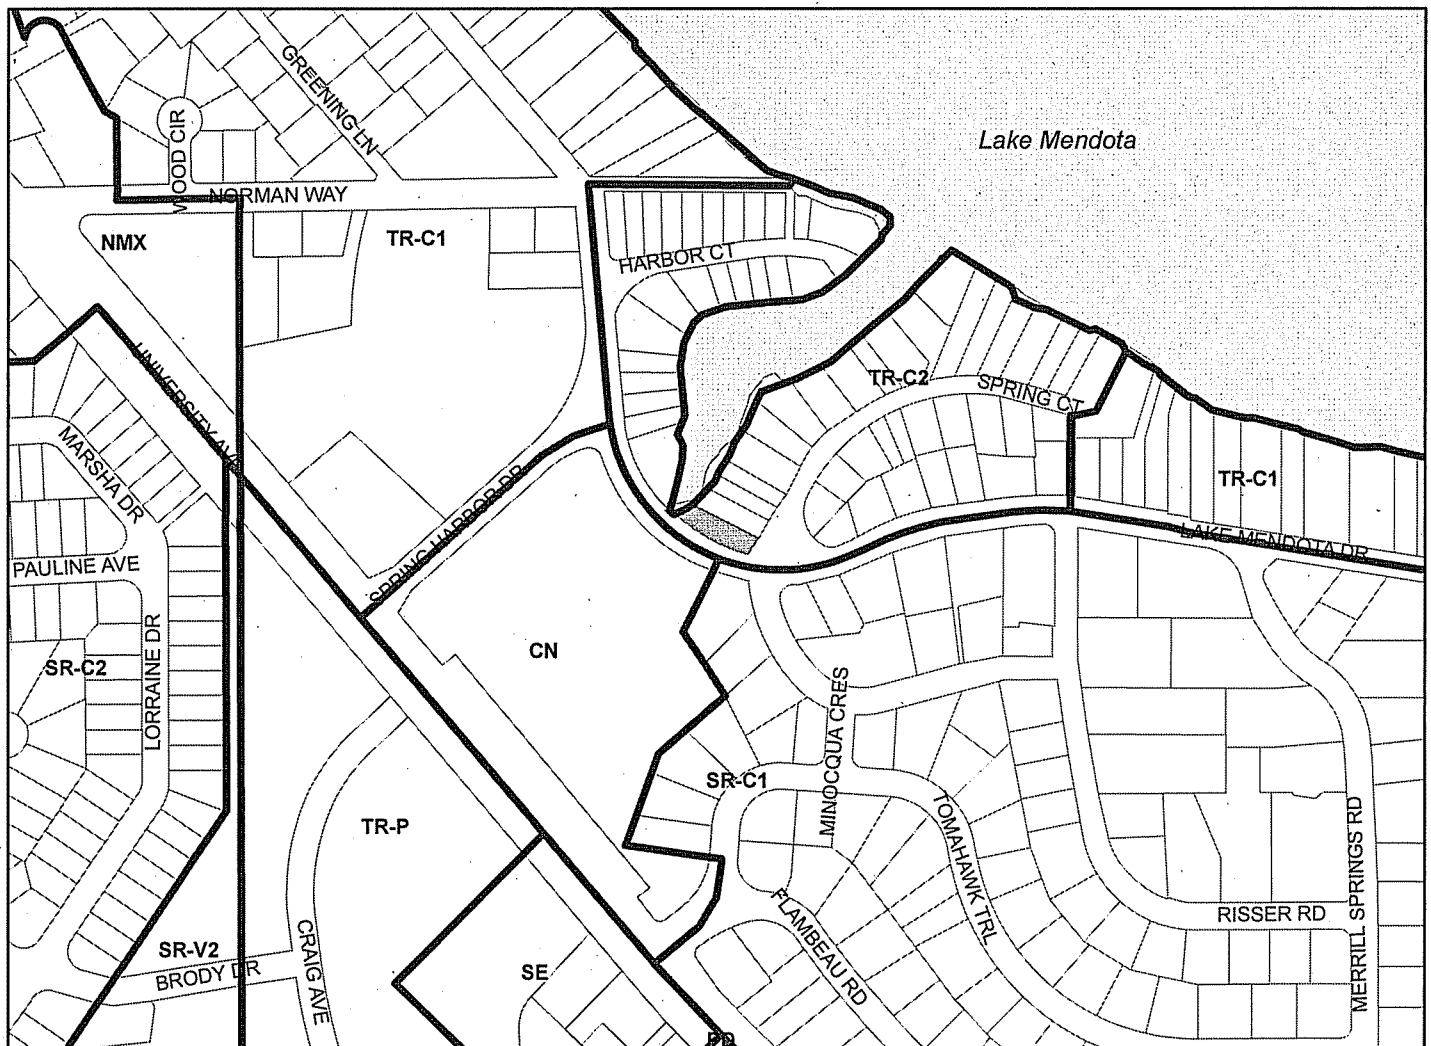 GREENING LN
WOOD CIR
Lake Mendota
NORMAN WAY
NMX
TR-C1
HARBOR CT
UNIVERSITY AVE
TR-C2
SPRING CT
MARSHA DR
SPRING HARBOR DR
TR-C1
LAKE MENDOTA DR
PAULINE AVE
LORRAINE DR
SR-C2
CN
MINOCQUA CRES
SR-C1
TOMAHAWK TRL
TR-P
MERRILL SPRINGS RD
RISSER RD
FLAMBEAU RD
SR-V2
BRODY DR
CRAIG AVE
SE
PD